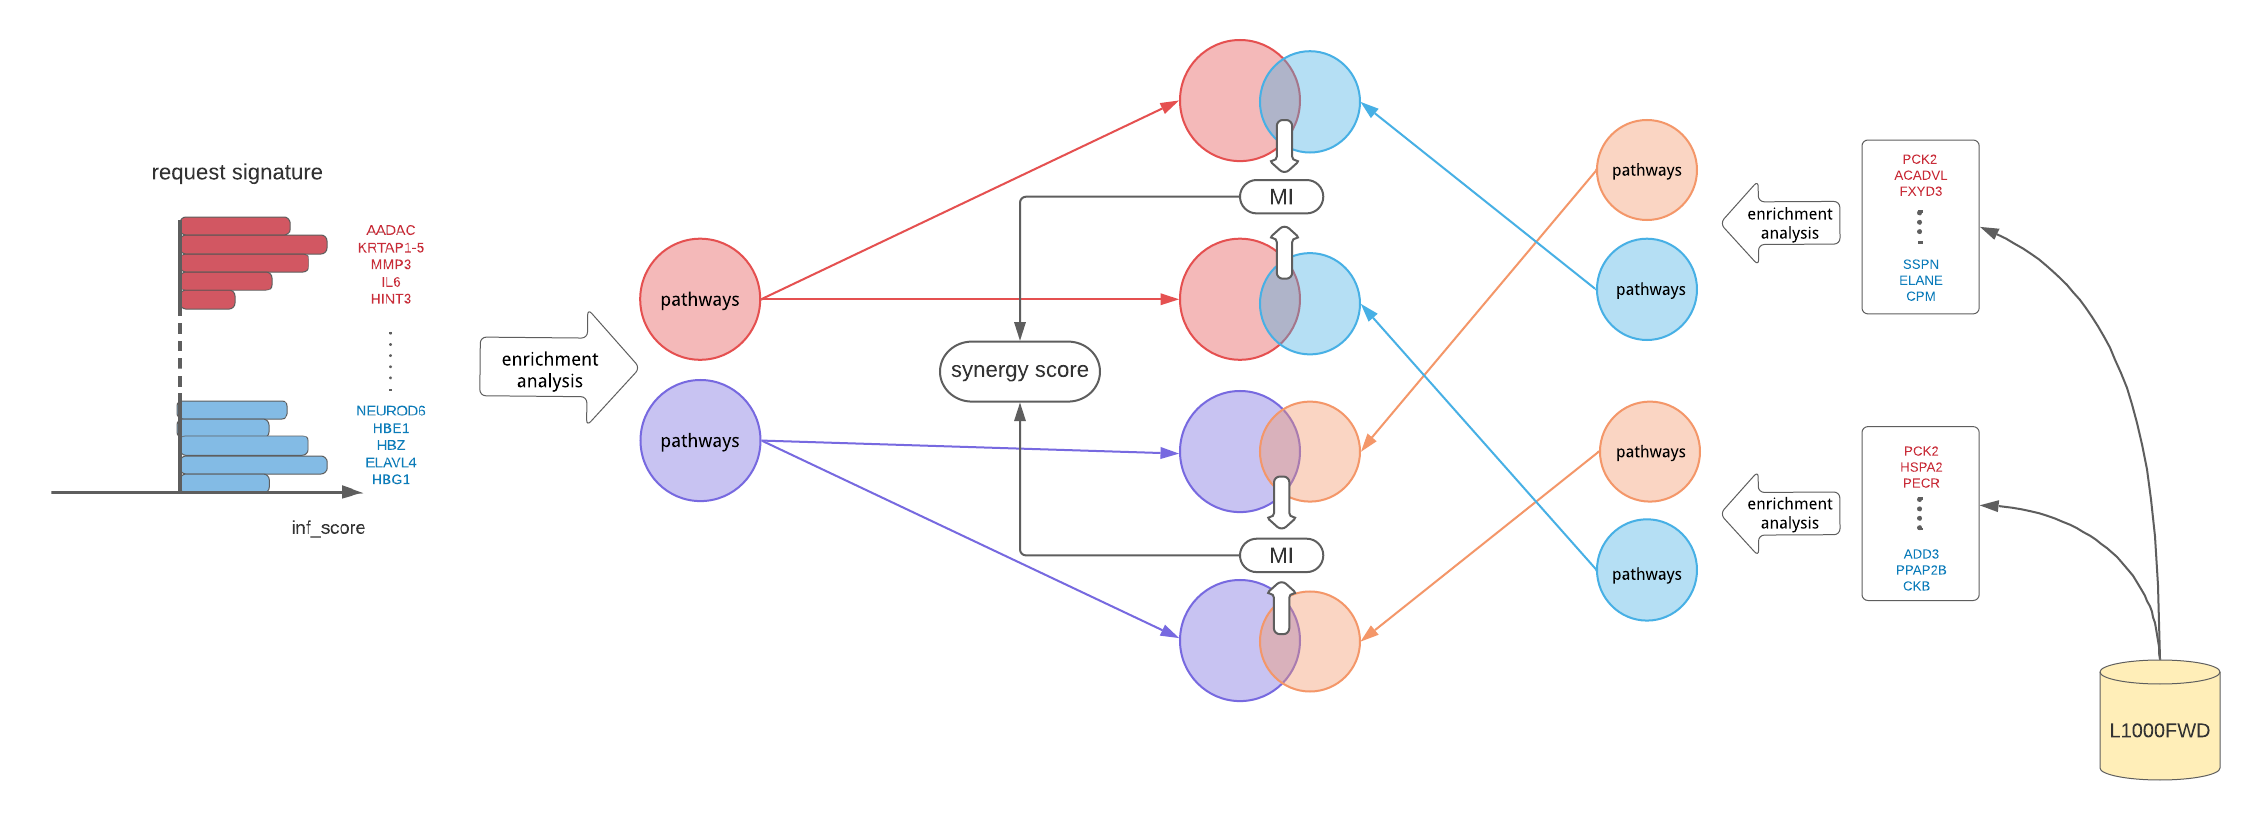 request signature
AADAC
KRTAP1-5
MMP3
IL6
HINT3
NEUROD6
HBE1
HBZ
ELAVL4
HBG1
inf_score
enrichment
analysis
pathways
pathways
MI
synergy score
MI
pathways
pathways
pathways
pathways
enrichment
analysis
enrichment
analysis
PCK2
ACADVL
FXYD3
SSPN
ELANE
CPM
PCK2
HSPA2
PECR
ADD3
PPAP2B
CKB
L1000FWD